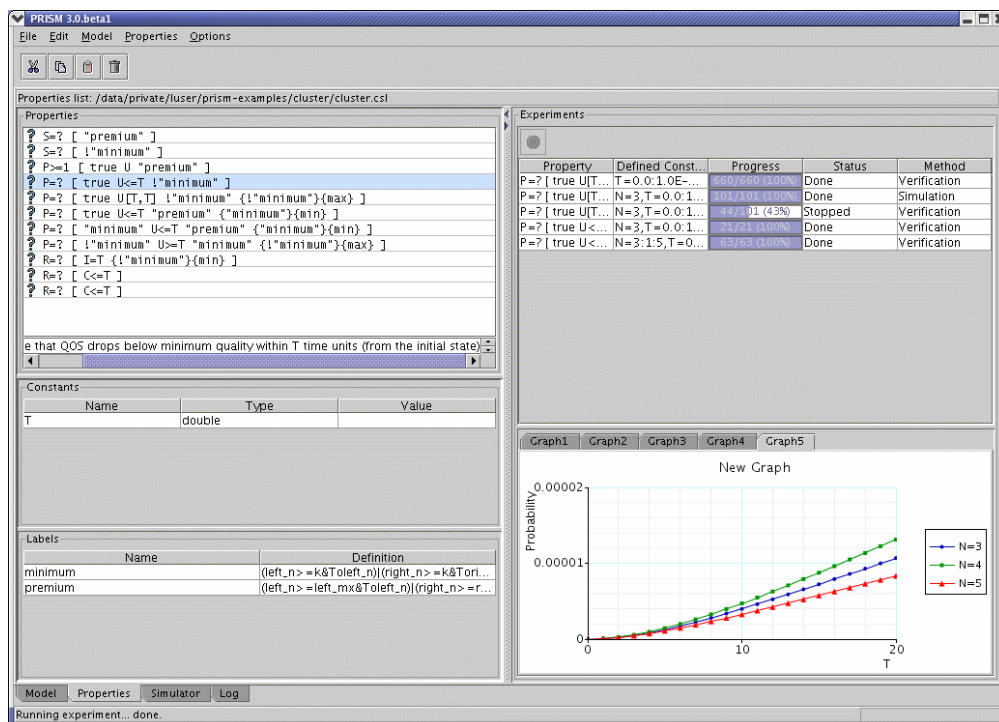 PRISM 3.0.beta1
File Edit Model Properties Options
Properties list: /data/private/luser/prism-examples/cluster/cluster.csl
Properties
? S=? [ "premium" ]
? S=? [ !"minimum" ]
? P>=1 [ true U "premium" ]
? P=? [ true U<=T !"minimum" ]
? P=? [ true U[T,T] !"minimum" {!"minimum"}{max} ]
? P=? [ true U<=T "premium" {"minimum"}{min} ]
? P=? [ "minimum" U<=T "premium" {"minimum"}{min} ]
? P=? [ !"minimum" U>=T "minimum" {!"minimum"}{max} ]
? R=? [ I=T {!"minimum"}{min} ]
? R=? [ C<=T ]
? R=? [ C<=T ]
e that QOS drops below minimum quality within T time units (from the initial state)
Constants
Name Type Value
T double
Labels
Name Definition
minimum (left_n>=k&Toleft_n)|(right_n>=k&Tori...
premium (left_n>=left_mx&Toleft_n)|(right_n>=r...
Experiments
Property Defined Const... Progress Status Method
P=? [ true U[T... T=0.0:1.0E-... 660/660 (100%) Done Verification
P=? [ true U[T... N=3,T=0.0:1... 101/101 (100%) Done Simulation
P=? [ true U[T... N=3,T=0.0:1... 44/101 (43%) Stopped Verification
P=? [ true U<... N=3,T=0.0:1... 21/21 (100%) Done Verification
P=? [ true U<... N=3:1:5,T=0... 63/63 (100%) Done Verification
Graph1 Graph2 Graph3 Graph4 Graph5
New Graph
Probability
0.00002
0.00001
0
0 10 20
T
N=3
N=4
N=5
Model Properties Simulator Log
Running experiment... done.